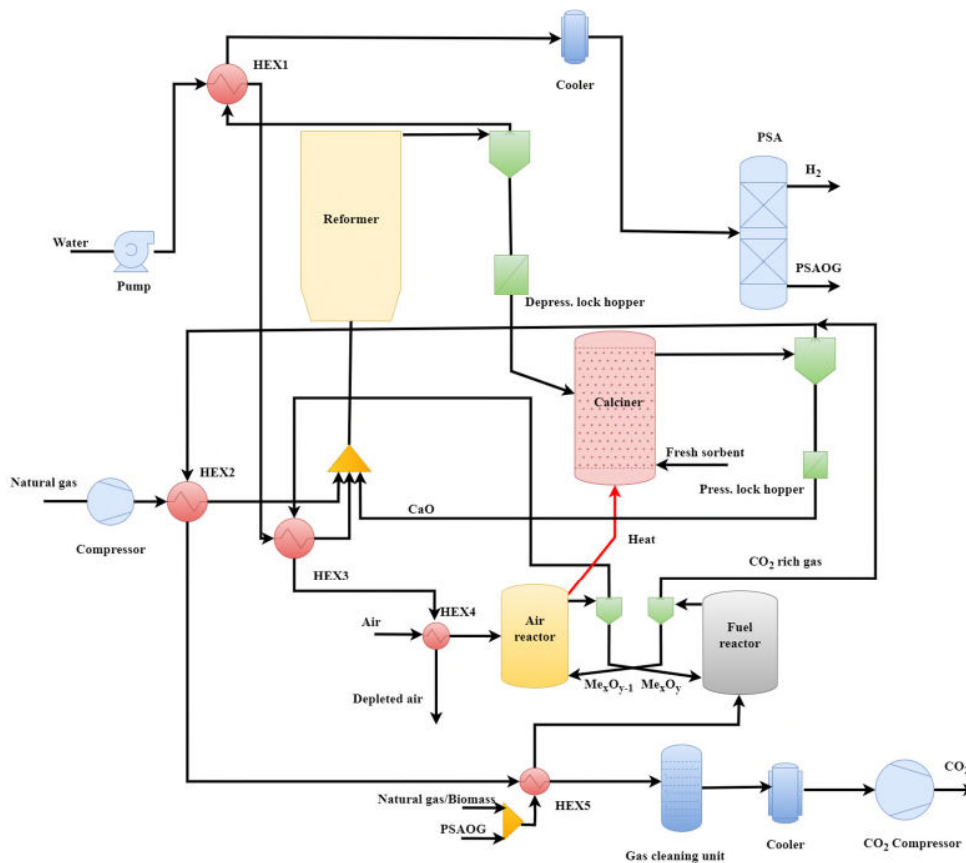 HEX1
Cooler
PSA
H2
Reformer
Water
Pump
PSAOG
Depress. lock hopper
Calciner
Fresh sorbent
HEX2
Natural gas
Press. lock hopper
CaO
Compressor
Heat
HEX3
CO2 rich gas
HEX4
Air
Air
reactor
Fuel
reactor
MexOy-1
MexOy
Depleted air
CO2
Natural gas/Biomass
HEX5
PSAOG
Gas cleaning unit
Cooler
CO2 Compressor